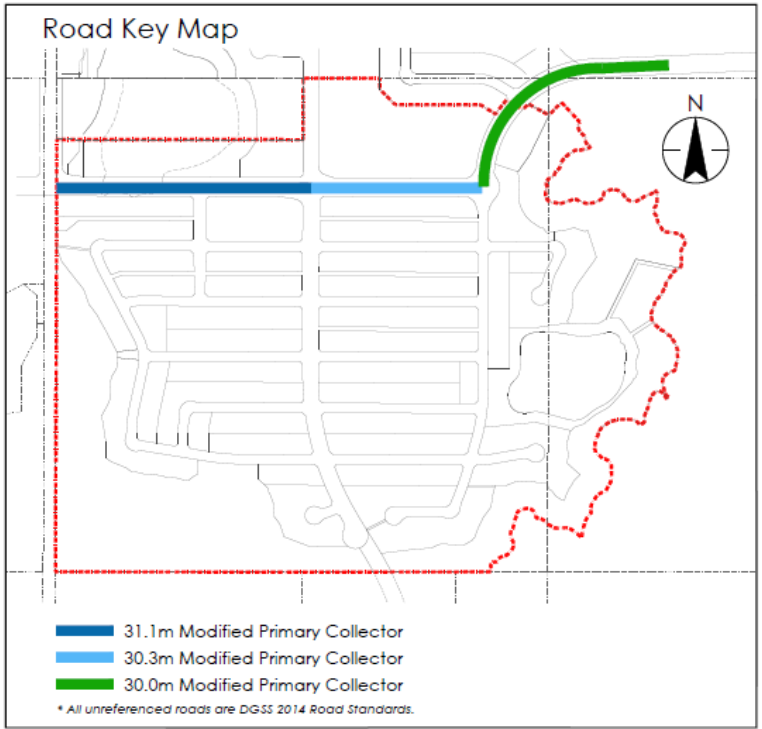 Road Key Map
N
31.1m Modified Primary Collector
30.3m Modified Primary Collector
30.0m Modified Primary Collector
* All unreferenced roads are DGSS 2014 Road Standards.